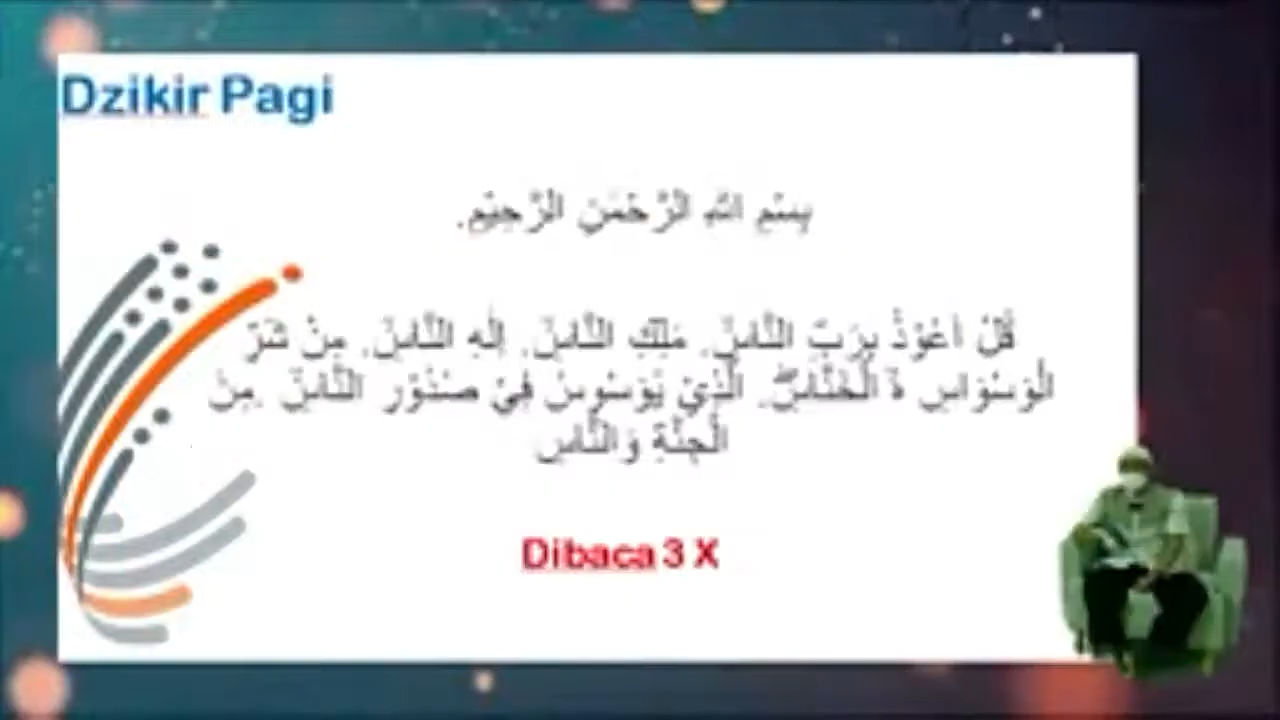 Dzikir Pagi
بِسْمِ اللهِ الرَّحْمَنِ الرَّحِيْمِ.
قُلْ أَعُوْذُ بِرَبِّ النَّاسِ. مَلِكِ النَّاسِ. إِلَهِ النَّاسِ. مِنْ شَرِّ
الْوَسْوَاسِ ۃ الْخَنَّاسِ. الَّذِيْ يُوَسْوِسُ فِيْ صُدُوْرِ النَّاسِ .مِنَ
الْجِنَّةِ وَالنَّاسِ
Dibaca 3 X